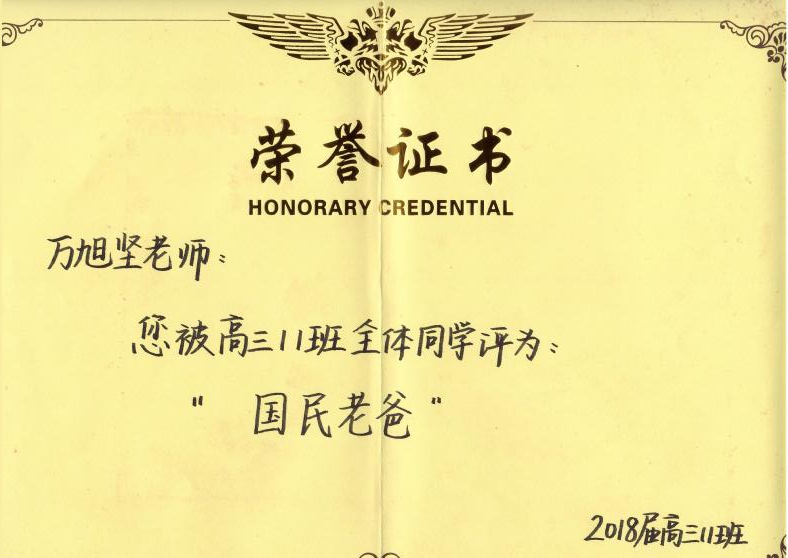 荣誉证书
HONORARY CREDENTIAL
万旭坚老师:
您被高三11班全体同学评为:
"国民老爸"
2018届高三11班